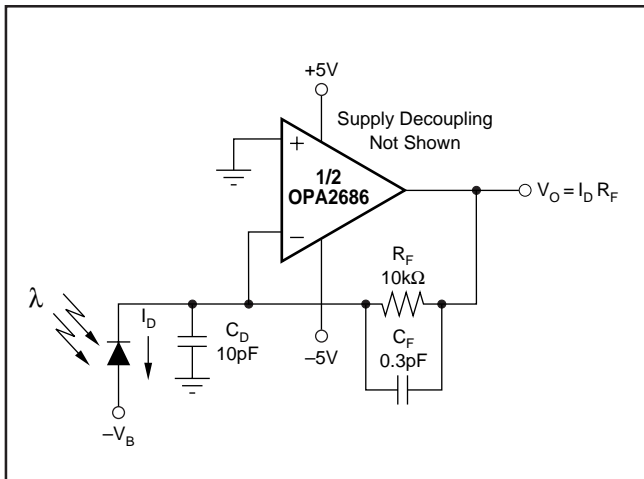 +5V
Supply Decoupling
Not Shown
+
1/2
OPA2686
−
V_O = I_D R_F
R_F
10kΩ
λ
I_D
C_D
10pF
−5V
C_F
0.3pF
−V_B